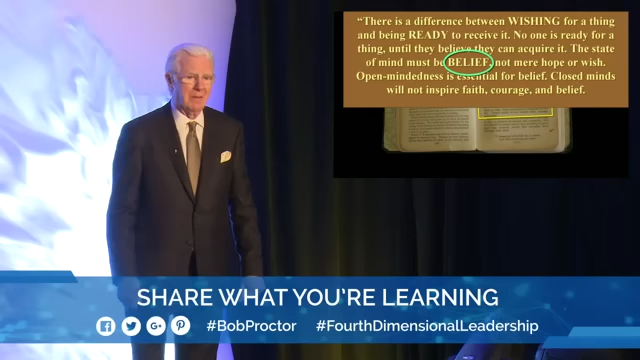 “There is a difference between WISHING for a thing
and being READY to receive it. No one is ready for a
thing, until they believe they can acquire it. The state
of mind must be BELIEF, not mere hope or wish.
Open-mindedness is essential for belief. Closed minds
will not inspire faith, courage, and belief.
SHARE WHAT YOU’RE LEARNING
#BobProctor #FourthDimensionalLeadership